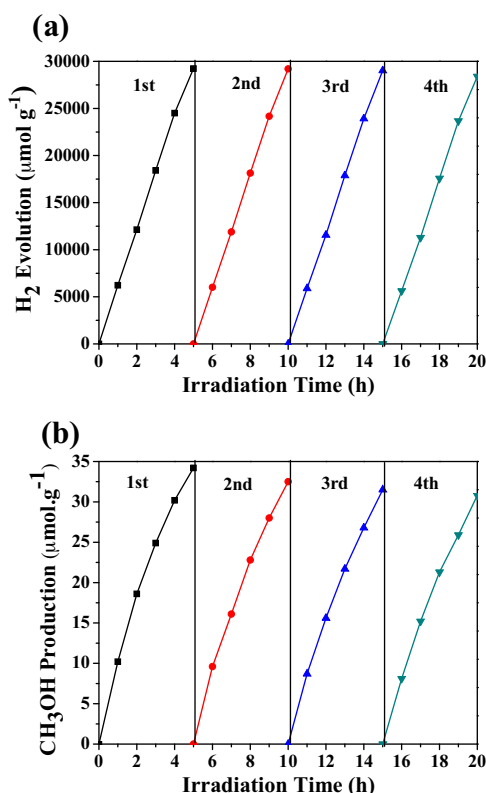 (a)
30000
25000
20000
15000
10000
5000
0
H2 Evolution (μmol g-1)
1st 2nd 3rd 4th
0 2 4 6 8 10 12 14 16 18 20
Irradiation Time (h)
(b)
35
30
25
20
15
10
5
0
CH3OH Production (μmol.g-1)
1st 2nd 3rd 4th
0 2 4 6 8 10 12 14 16 18 20
Irradiation Time (h)